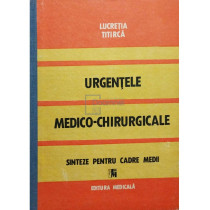 LUCREȚIA
TITIRCĂ
URGENȚELE
MEDICO-CHIRURGICALE
SINTEZE PENTRU CADRE MEDII
EDITURA MEDICALĂ